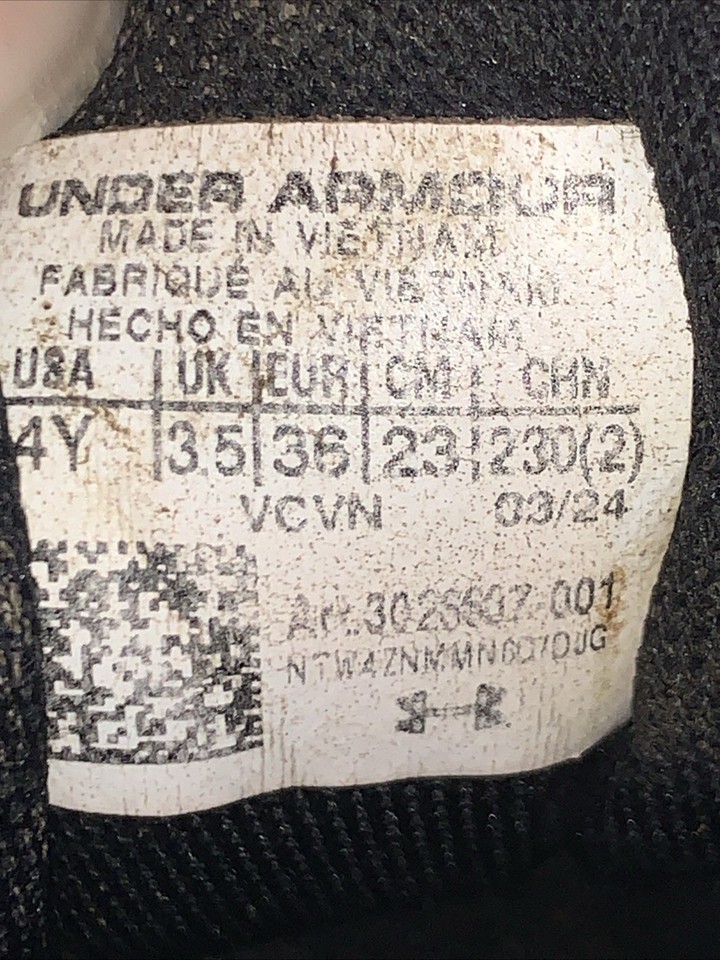 UNDER ARMOUR
MADE IN VIETNAM
FABRIQUÉ AU VIETNAM
HECHO EN VIETNAM
USA | UK | EUR | CM | CHN
4Y | 3.5 | 36 | 23 | 230(2)
VCVN 03/24
Art.